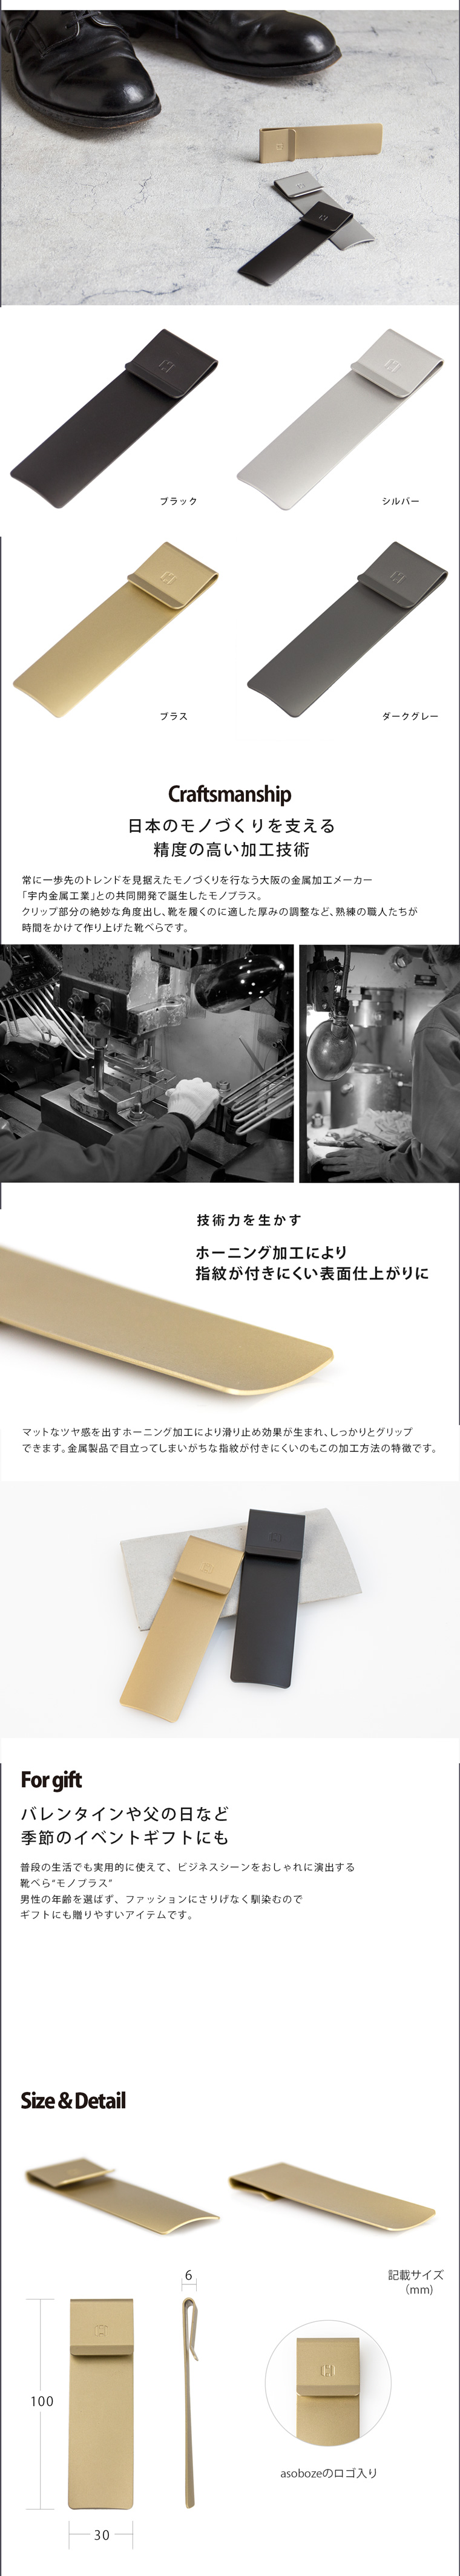 ブラック
シルバー
ブラス
ダークグレー
Craftsmanship
日本のモノづくりを支える
精度の高い加工技術
常に一歩先のトレンドを見据えたモノづくりを行なう大阪の金属加工メーカー
「宇内金属工業」との共同開発で誕生したモノブラス。
クリップ部分の絶妙な角度出し、靴を履くのに適した厚みの調整など、熟練の職人たちが
時間をかけて作り上げた靴べらです。
技術力を生かす
ホーニング加工により
指紋が付きにくい表面仕上がりに
マットなツヤ感を出すホーニング加工により滑り止め効果が生まれ、しっかりとグリップ
できます。金属製品で目立ってしまいがちな指紋が付きにくいのもこの加工方法の特徴です。
For gift
バレンタインや父の日など
季節のイベントギフトにも
普段の生活でも実用的に使えて、ビジネスシーンをおしゃれに演出する
靴べら“モノブラス”
男性の年齢を選ばず、ファッションにさりげなく馴染むので
ギフトにも贈りやすいアイテムです。
Size & Detail
記載サイズ
(mm)
6
100
30
asobozeのロゴ入り